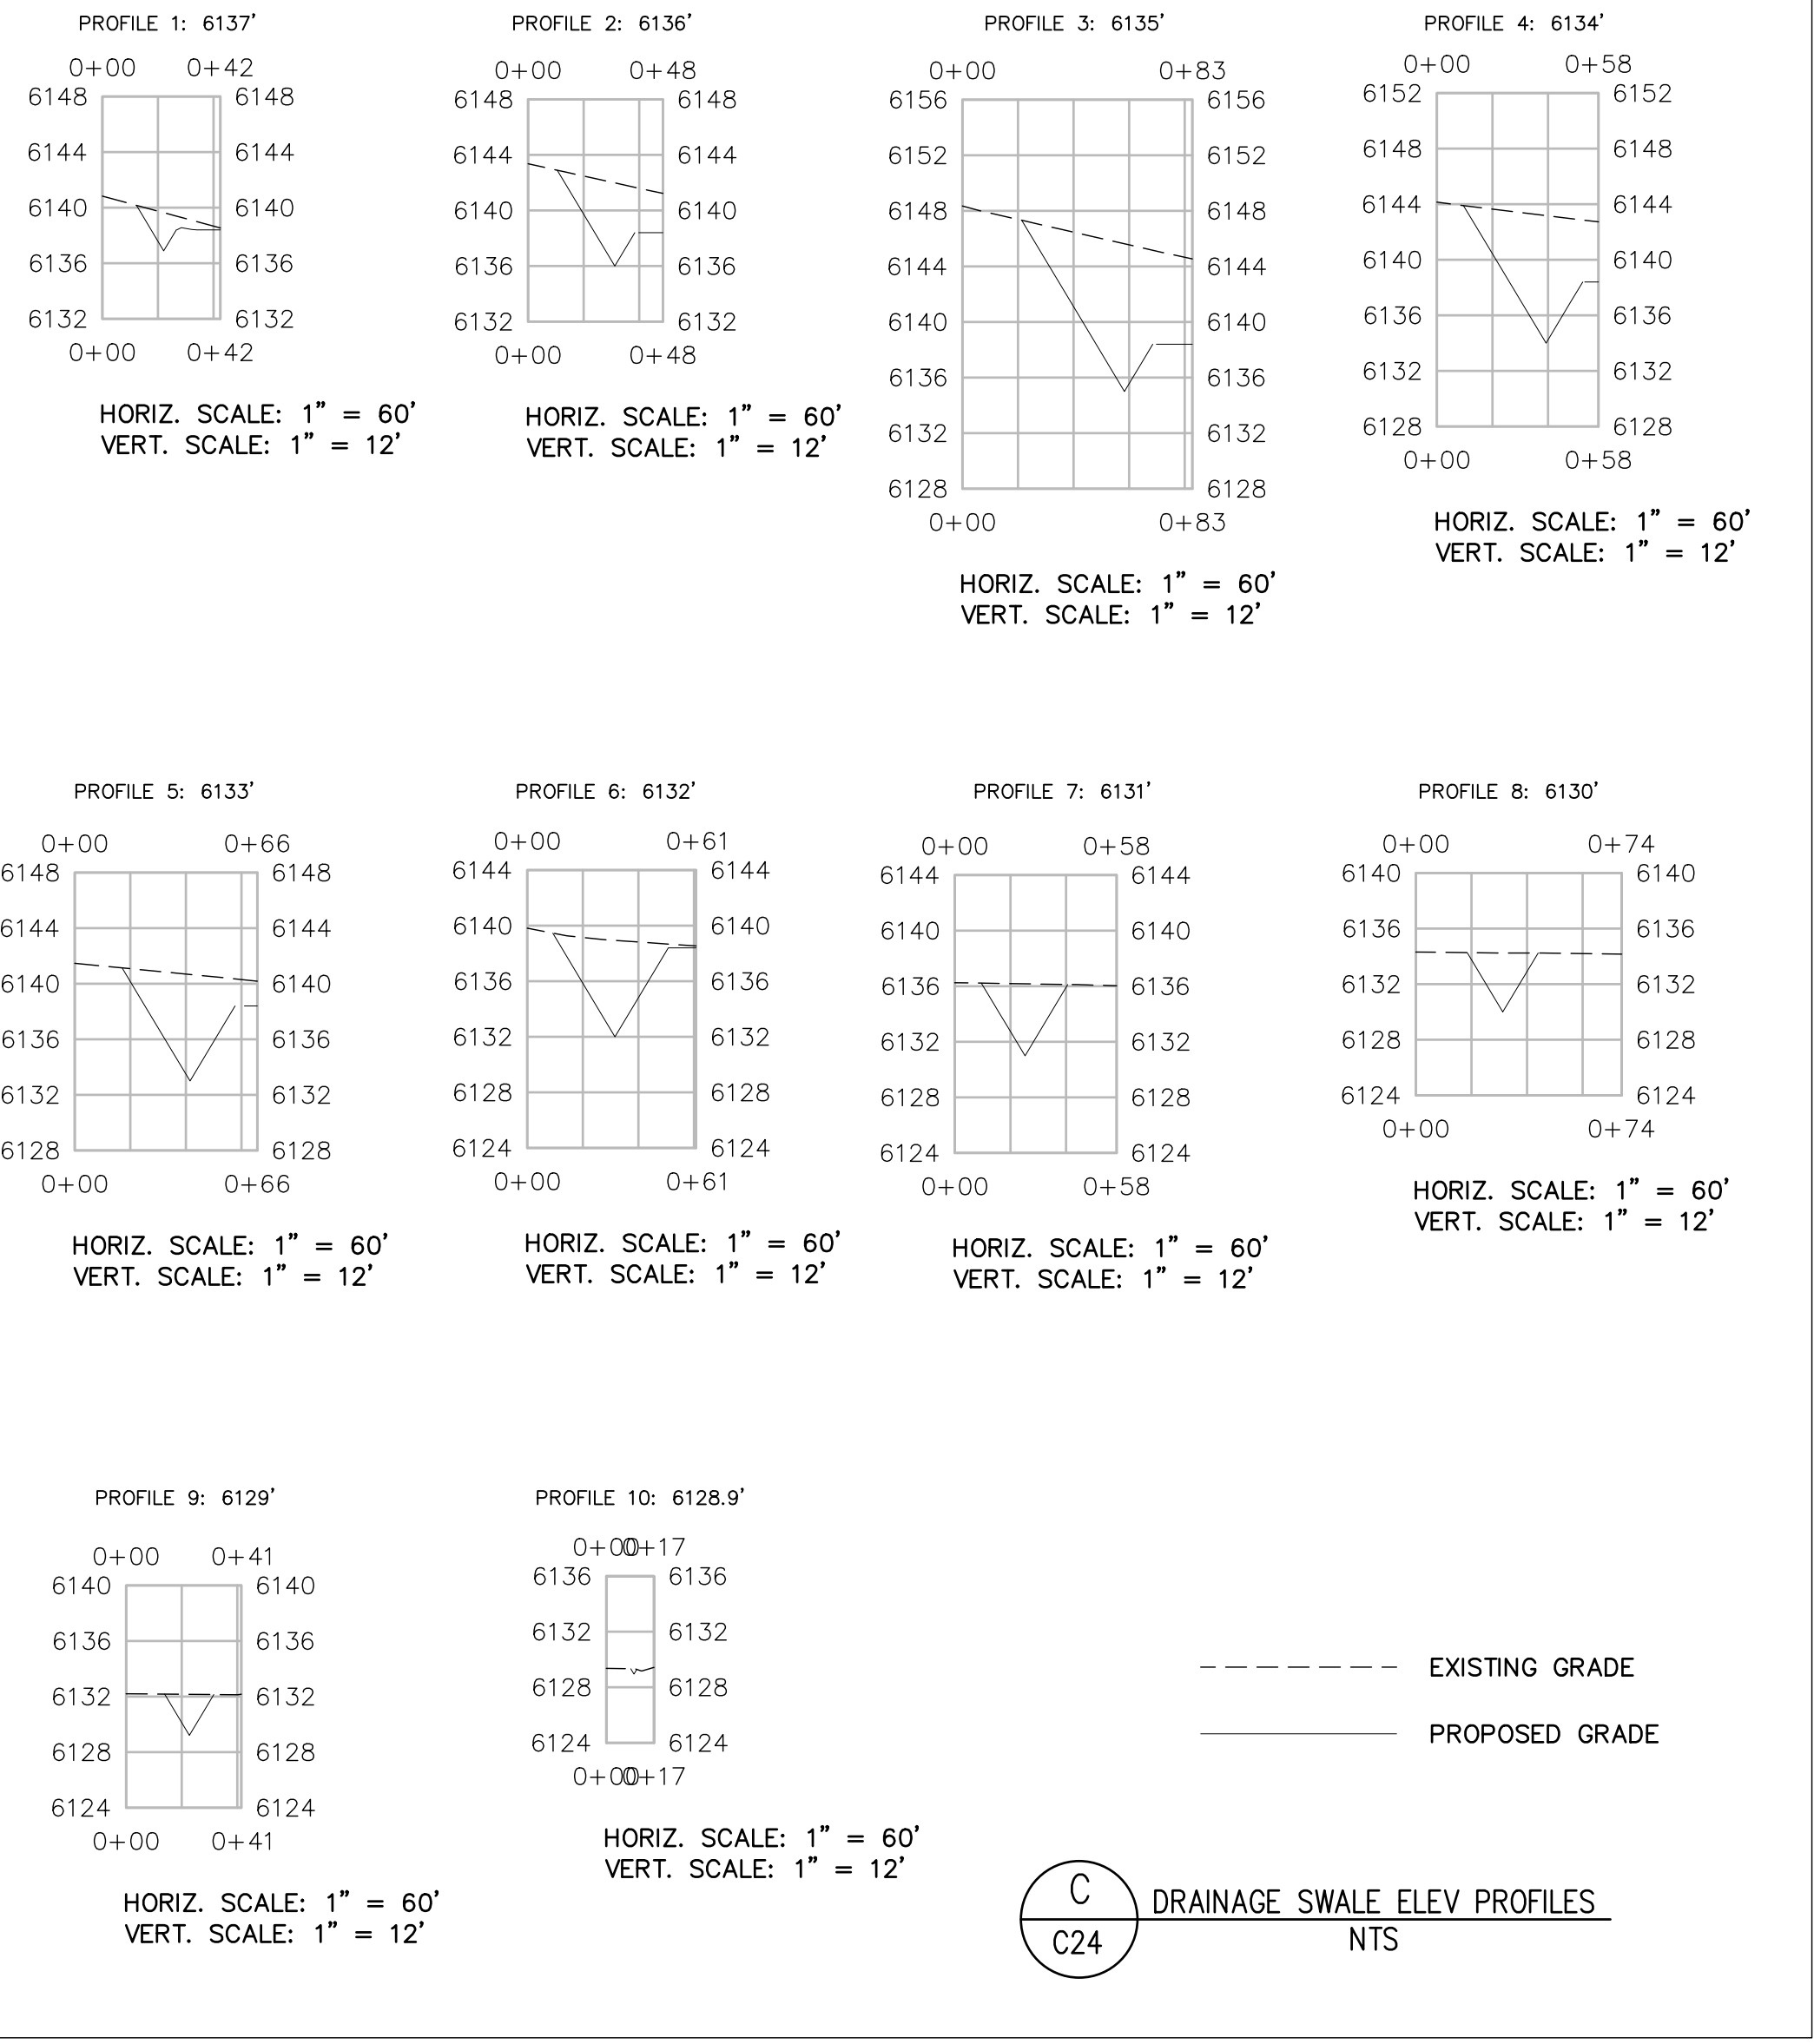 PROFILE 1: 6137'
0+00 0+42
6148 6148
6144 6144
6140 6140
6136 6136
6132 6132
0+00 0+42
HORIZ. SCALE: 1" = 60'
VERT. SCALE: 1" = 12'
PROFILE 2: 6136'
0+00 0+48
6148 6148
6144 6144
6140 6140
6136 6136
6132 6132
0+00 0+48
HORIZ. SCALE: 1" = 60'
VERT. SCALE: 1" = 12'
PROFILE 3: 6135'
0+00 0+83
6156 6156
6152 6152
6148 6148
6144 6144
6140 6140
6136 6136
6132 6132
6128 6128
0+00 0+83
HORIZ. SCALE: 1" = 60'
VERT. SCALE: 1" = 12'
PROFILE 4: 6134'
0+00 0+58
6152 6152
6148 6148
6144 6144
6140 6140
6136 6136
6132 6132
6128 6128
0+00 0+58
HORIZ. SCALE: 1" = 60'
VERT. SCALE: 1" = 12'
PROFILE 5: 6133'
0+00 0+66
6148 6148
6144 6144
6140 6140
6136 6136
6132 6132
6128 6128
0+00 0+66
HORIZ. SCALE: 1" = 60'
VERT. SCALE: 1" = 12'
PROFILE 6: 6132'
0+00 0+61
6144 6144
6140 6140
6136 6136
6132 6132
6128 6128
6124 6124
0+00 0+61
HORIZ. SCALE: 1" = 60'
VERT. SCALE: 1" = 12'
PROFILE 7: 6131'
0+00 0+58
6144 6144
6140 6140
6136 6136
6132 6132
6128 6128
6124 6124
0+00 0+58
HORIZ. SCALE: 1" = 60'
VERT. SCALE: 1" = 12'
PROFILE 8: 6130'
0+00 0+74
6140 6140
6136 6136
6132 6132
6128 6128
6124 6124
0+00 0+74
HORIZ. SCALE: 1" = 60'
VERT. SCALE: 1" = 12'
PROFILE 9: 6129'
0+00 0+41
6140 6140
6136 6136
6132 6132
6128 6128
6124 6124
0+00 0+41
HORIZ. SCALE: 1" = 60'
VERT. SCALE: 1" = 12'
PROFILE 10: 6128.9'
0+00 0+17
6136 6136
6132 6132
6128 6128
6124 6124
0+00 0+17
HORIZ. SCALE: 1" = 60'
VERT. SCALE: 1" = 12'
EXISTING GRADE
PROPOSED GRADE
C
C24
DRAINAGE SWALE ELEV PROFILES
NTS